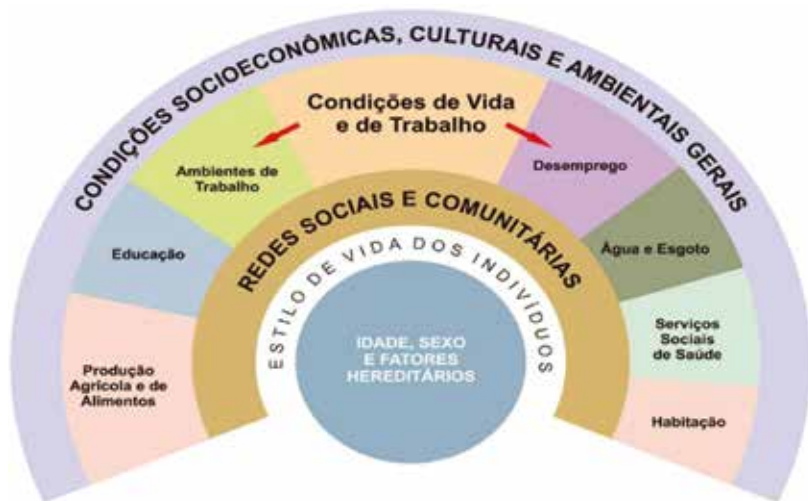 CONDIÇÕES SOCIOECONÔMICAS, CULTURAIS E AMBIENTAIS GERAIS
Condições de Vida
e de Trabalho
Ambientes de
Trabalho
Desemprego
Educação
Água e Esgoto
Produção
Agrícola e de
Alimentos
Serviços
Sociais
de Saúde
Habitação
REDES SOCIAIS E COMUNITÁRIAS
ESTILO DE VIDA DOS INDIVÍDUOS
IDADE, SEXO
E FATORES
HEREDITÁRIOS